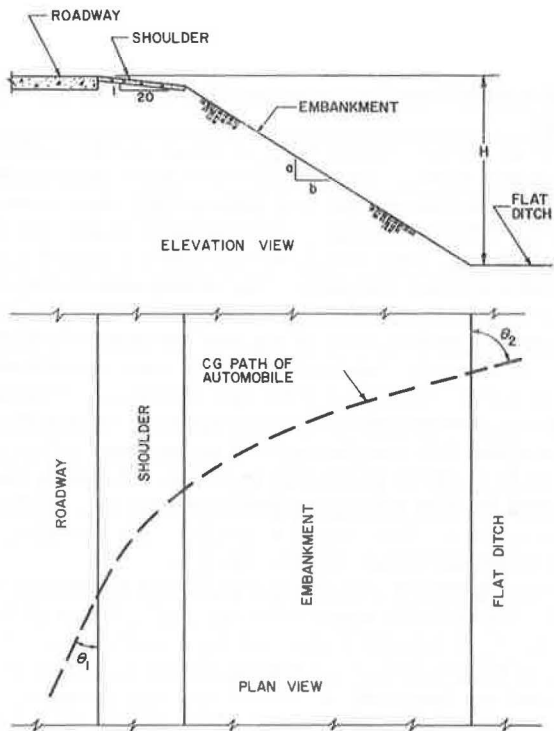 ROADWAY
SHOULDER
1
20
EMBANKMENT
a
b
H
FLAT
DITCH
ELEVATION VIEW
θ2
CG PATH OF
AUTOMOBILE
SHOULDER
ROADWAY
EMBANKMENT
FLAT DITCH
θ1
PLAN VIEW